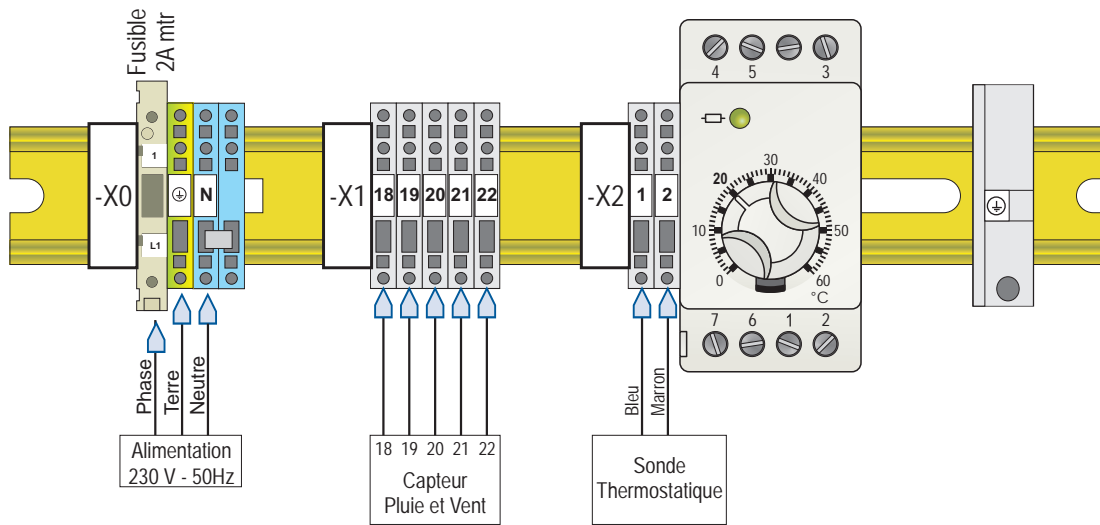 Fusible
2A mtr
4 5 3
-X0
1
L1
N
-X1
18 19 20 21 22
-X2
1 2
0 10 20 30 40 50 60
°C
7 6 1 2
Phase
Terre
Neutre
Alimentation
230 V - 50Hz
18 19 20 21 22
Capteur
Pluie et Vent
Bleu
Marron
Sonde
Thermostatique